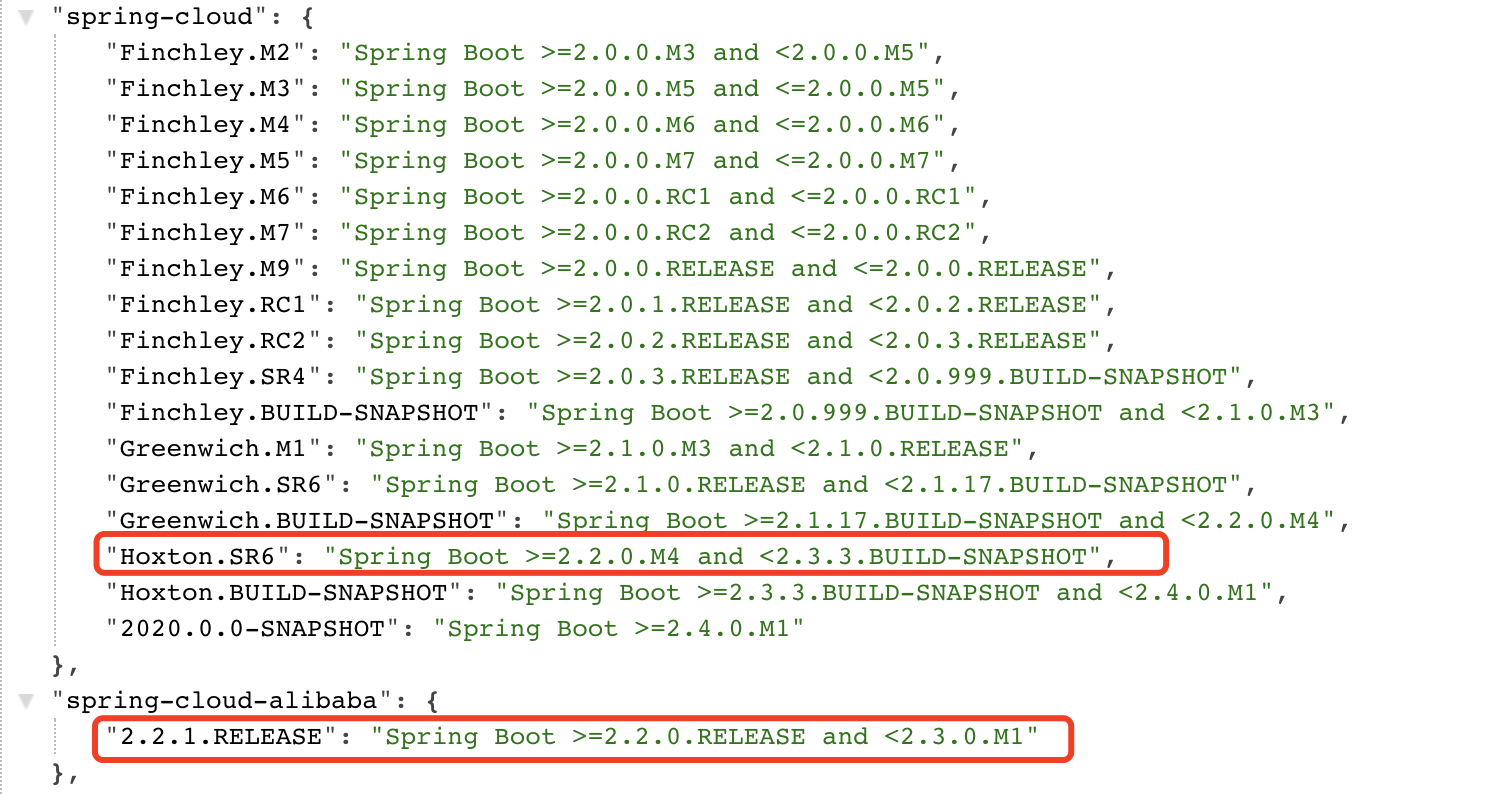 "spring-cloud": {
"Finchley.M2": "Spring Boot >=2.0.0.M3 and <2.0.0.M5",
"Finchley.M3": "Spring Boot >=2.0.0.M5 and <=2.0.0.M5",
"Finchley.M4": "Spring Boot >=2.0.0.M6 and <=2.0.0.M6",
"Finchley.M5": "Spring Boot >=2.0.0.M7 and <=2.0.0.M7",
"Finchley.M6": "Spring Boot >=2.0.0.RC1 and <=2.0.0.RC1",
"Finchley.M7": "Spring Boot >=2.0.0.RC2 and <=2.0.0.RC2",
"Finchley.M9": "Spring Boot >=2.0.0.RELEASE and <=2.0.0.RELEASE",
"Finchley.RC1": "Spring Boot >=2.0.1.RELEASE and <2.0.2.RELEASE",
"Finchley.RC2": "Spring Boot >=2.0.2.RELEASE and <2.0.3.RELEASE",
"Finchley.SR4": "Spring Boot >=2.0.3.RELEASE and <2.0.999.BUILD-SNAPSHOT",
"Finchley.BUILD-SNAPSHOT": "Spring Boot >=2.0.999.BUILD-SNAPSHOT and <2.1.0.M3",
"Greenwich.M1": "Spring Boot >=2.1.0.M3 and <2.1.0.RELEASE",
"Greenwich.SR6": "Spring Boot >=2.1.0.RELEASE and <2.1.17.BUILD-SNAPSHOT",
"Greenwich.BUILD-SNAPSHOT": "Spring Boot >=2.1.17.BUILD-SNAPSHOT and <2.2.0.M4",
"Hoxton.SR6": "Spring Boot >=2.2.0.M4 and <2.3.3.BUILD-SNAPSHOT",
"Hoxton.BUILD-SNAPSHOT": "Spring Boot >=2.3.3.BUILD-SNAPSHOT and <2.4.0.M1",
"2020.0.0-SNAPSHOT": "Spring Boot >=2.4.0.M1"
},
"spring-cloud-alibaba": {
"2.2.1.RELEASE": "Spring Boot >=2.2.0.RELEASE and <2.3.0.M1"
},